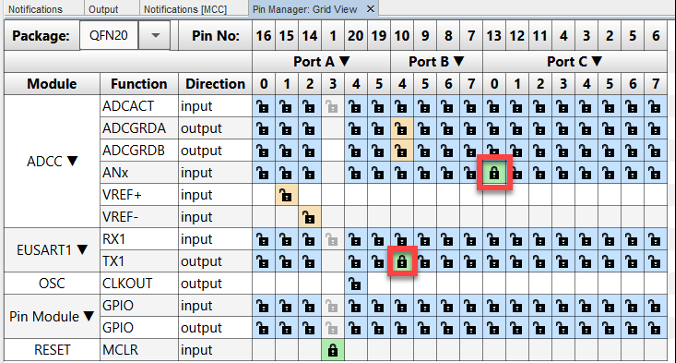 Notifications Output Notifications [MCC] Pin Manager: Grid View ×
Package: QFN20 Pin No: 16 15 14 1 20 19 10 9 8 7 13 12 11 4 3 2 5 6
Port A ▼ Port B ▼ Port C ▼
Module Function Direction 0 1 2 3 4 5 4 5 6 7 0 1 2 3 4 5 6 7
ADCC ▼
ADCACT input
ADCGRDA output
ADCGRDB output
ANx input
VREF+ input
VREF- input
EUSART1 ▼
RX1 input
TX1 output
OSC CLKOUT output
Pin Module ▼
GPIO input
GPIO output
RESET MCLR input